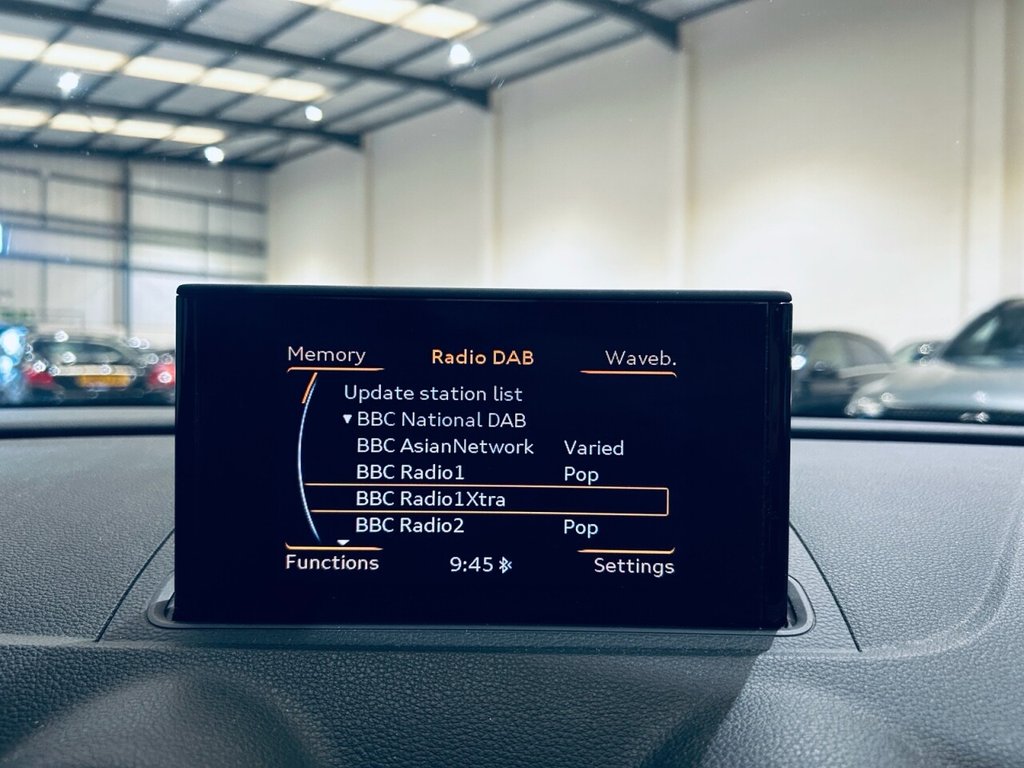 Memory Radio DAB Waveb.
Update station list
BBC National DAB
BBC AsianNetwork Varied
BBC Radio1 Pop
BBC Radio1Xtra
BBC Radio2 Pop
Functions 9:45 Settings